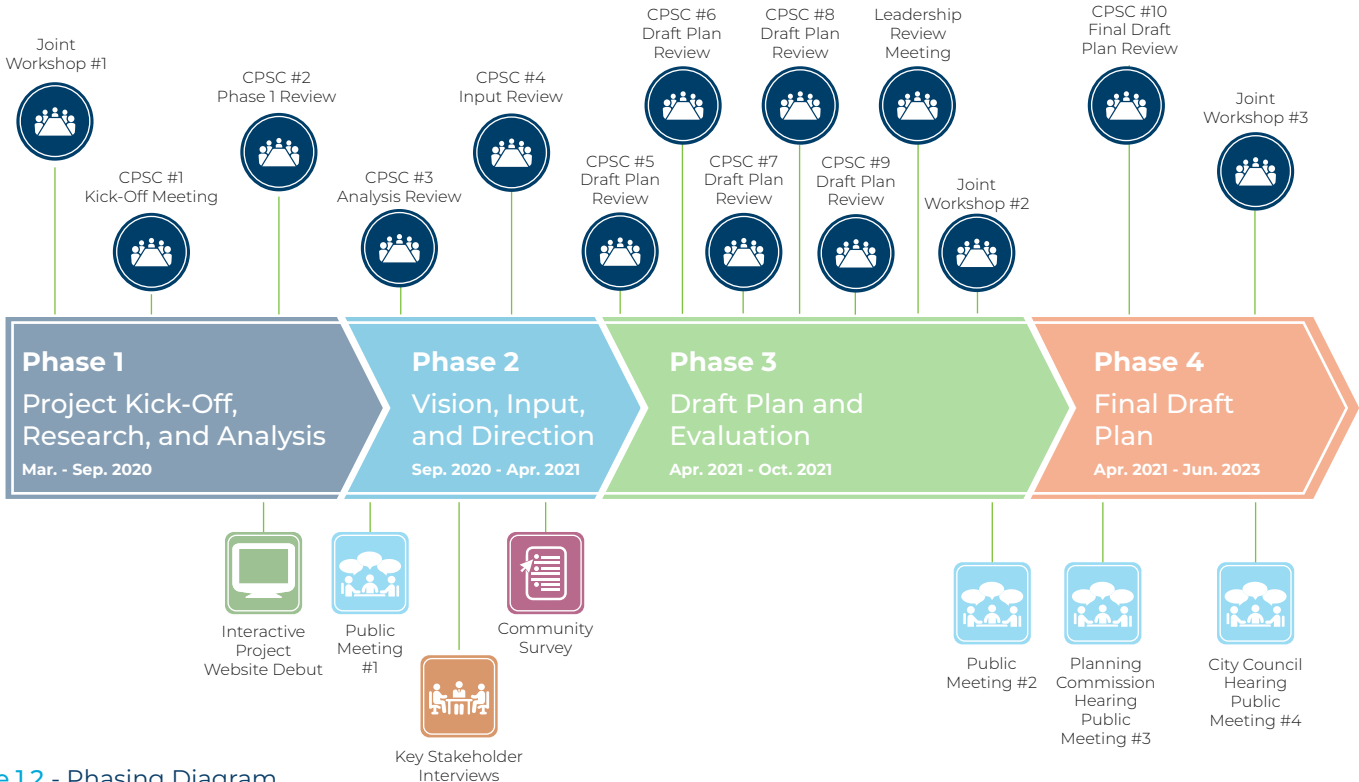 Joint
Workshop #1
CPSC #1
Kick-Off Meeting
CPSC #2
Phase 1 Review
CPSC #3
Analysis Review
CPSC #4
Input Review
CPSC #5
Draft Plan
Review
CPSC #6
Draft Plan
Review
CPSC #7
Draft Plan
Review
CPSC #8
Draft Plan
Review
CPSC #9
Draft Plan
Review
Leadership
Review
Meeting
Joint
Workshop #2
CPSC #10
Final Draft
Plan Review
Joint
Workshop #3
Phase 1
Project Kick-Off,
Research, and Analysis
Mar. - Sep. 2020
Phase 2
Vision, Input,
and Direction
Sep. 2020 - Apr. 2021
Phase 3
Draft Plan and
Evaluation
Apr. 2021 - Oct. 2021
Phase 4
Final Draft
Plan
Apr. 2021 - Jun. 2023
Interactive
Project
Website Debut
Public
Meeting
#1
Key Stakeholder
Interviews
Community
Survey
Public
Meeting #2
Planning
Commission
Hearing
Public
Meeting #3
City Council
Hearing
Public
Meeting #4
e 1.2 - Phasing Diagram